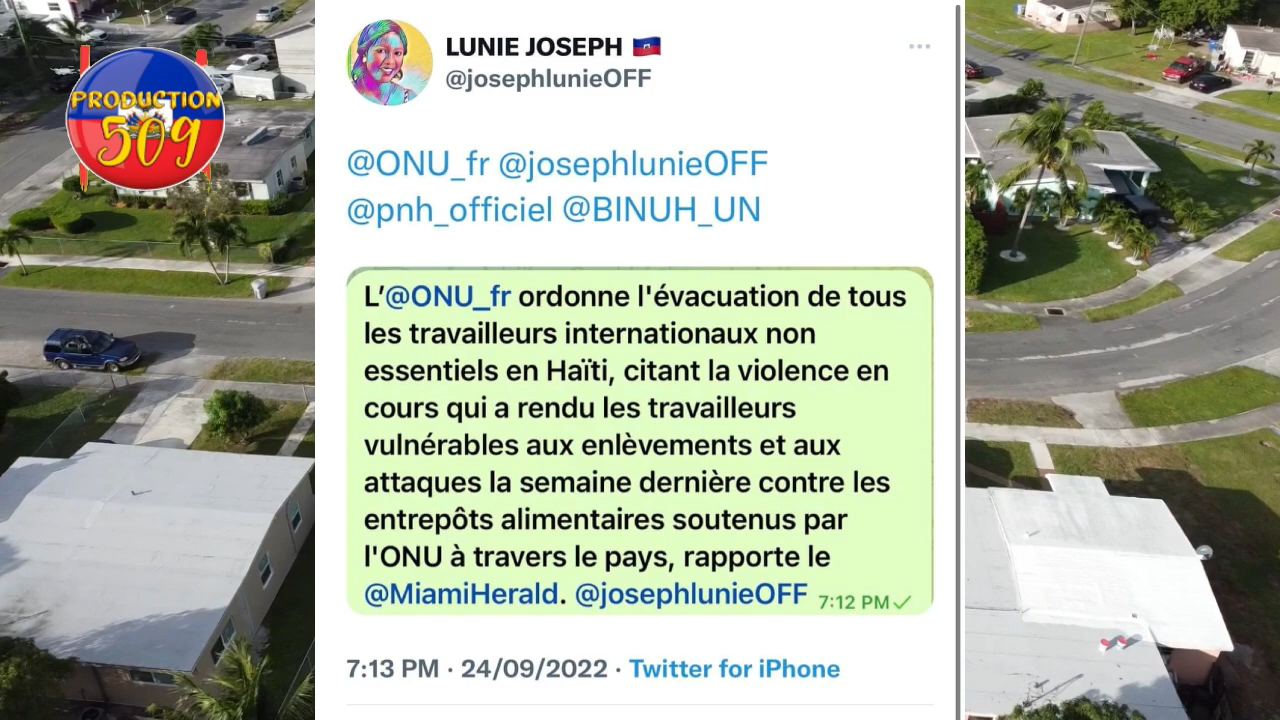 PRODUCTION
509
LUNIE JOSEPH 🇭🇹
@josephlunieOFF
@ONU_fr @josephlunieOFF
@pnh_officiel @BINUH_UN
L’@ONU_fr ordonne l'évacuation de tous
les travailleurs internationaux non
essentiels en Haïti, citant la violence en
cours qui a rendu les travailleurs
vulnérables aux enlèvements et aux
attaques la semaine dernière contre les
entrepôts alimentaires soutenus par
l'ONU à travers le pays, rapporte le
@MiamiHerald. @josephlunieOFF 7:12 PM✓
7:13 PM · 24/09/2022 · Twitter for iPhone